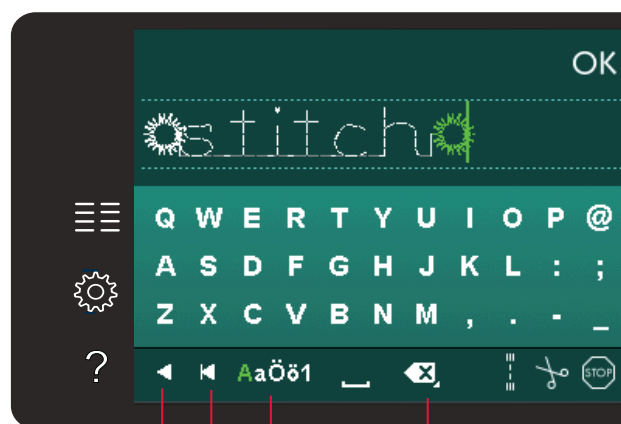 OK
stitch
Q W E R T Y U I O P @
A S D F G H J K L : ;
Z X C V B N M , . - _
? AaÖö1 STOP